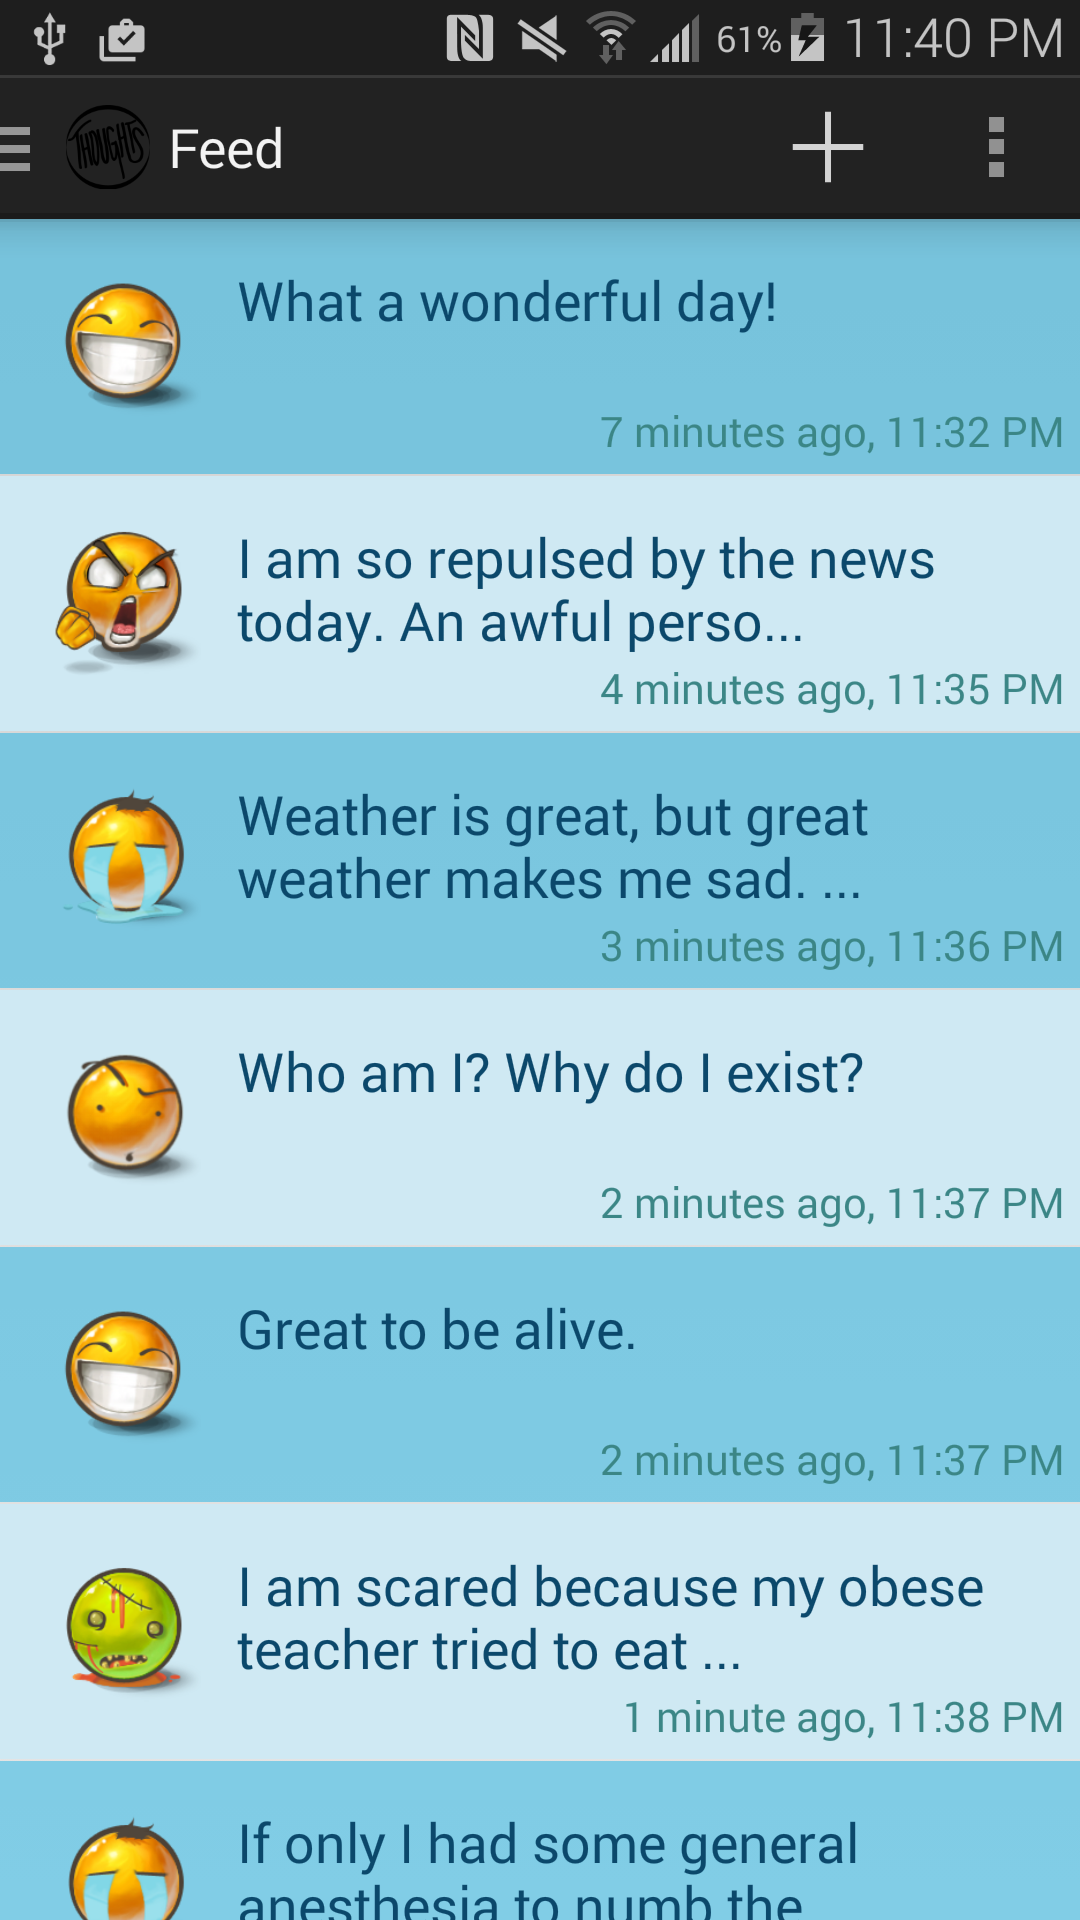 61% 11:40 PM
THOUGHTS Feed
What a wonderful day!
7 minutes ago, 11:32 PM
I am so repulsed by the news
today. An awful perso...
4 minutes ago, 11:35 PM
Weather is great, but great
weather makes me sad. ...
3 minutes ago, 11:36 PM
Who am I? Why do I exist?
2 minutes ago, 11:37 PM
Great to be alive.
2 minutes ago, 11:37 PM
I am scared because my obese
teacher tried to eat ...
1 minute ago, 11:38 PM
If only I had some general
anesthesia to numb the